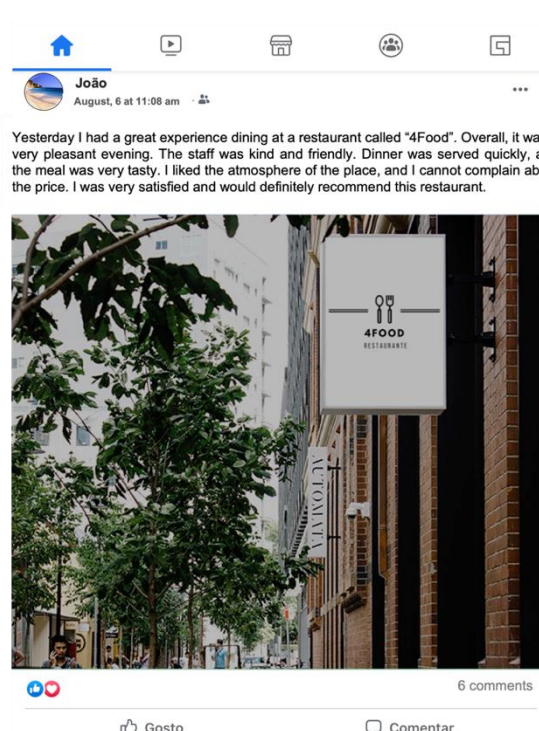 João
August, 6 at 11:08 am
Yesterday I had a great experience dining at a restaurant called “4Food”. Overall, it wa
very pleasant evening. The staff was kind and friendly. Dinner was served quickly, a
the meal was very tasty. I liked the atmosphere of the place, and I cannot complain ab
the price. I was very satisfied and would definitely recommend this restaurant.
4FOOD
RESTAURANTE
AUTOMATA
6 comments
Gosto
Comentar